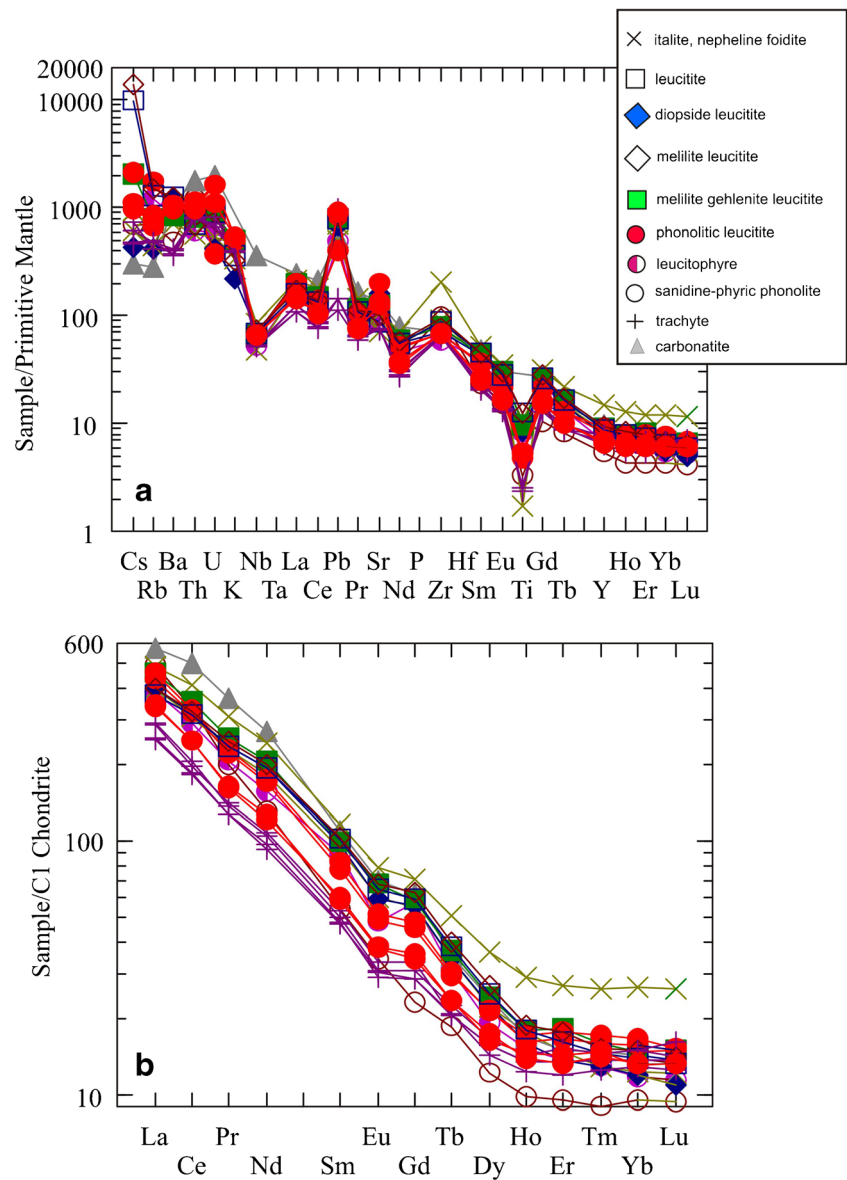 italite, nepheline foidite
leucitite
diopside leucitite
melilite leucitite
melilite gehlenite leucitite
phonolitic leucitite
leucitophyre
sanidine-phyric phonolite
trachyte
carbonatite
Sample/Primitive Mantle
20000
10000
1000
100
10
1
a
Cs Ba U Nb La Pb Sr P Hf Eu Gd Ho Yb
Rb Th K Ta Ce Pr Nd Zr Sm Ti Tb Y Er Lu
Sample/C1 Chondrite
600
100
10
b
La Pr Eu Tb Ho Tm Lu
Ce Nd Sm Gd Dy Er Yb